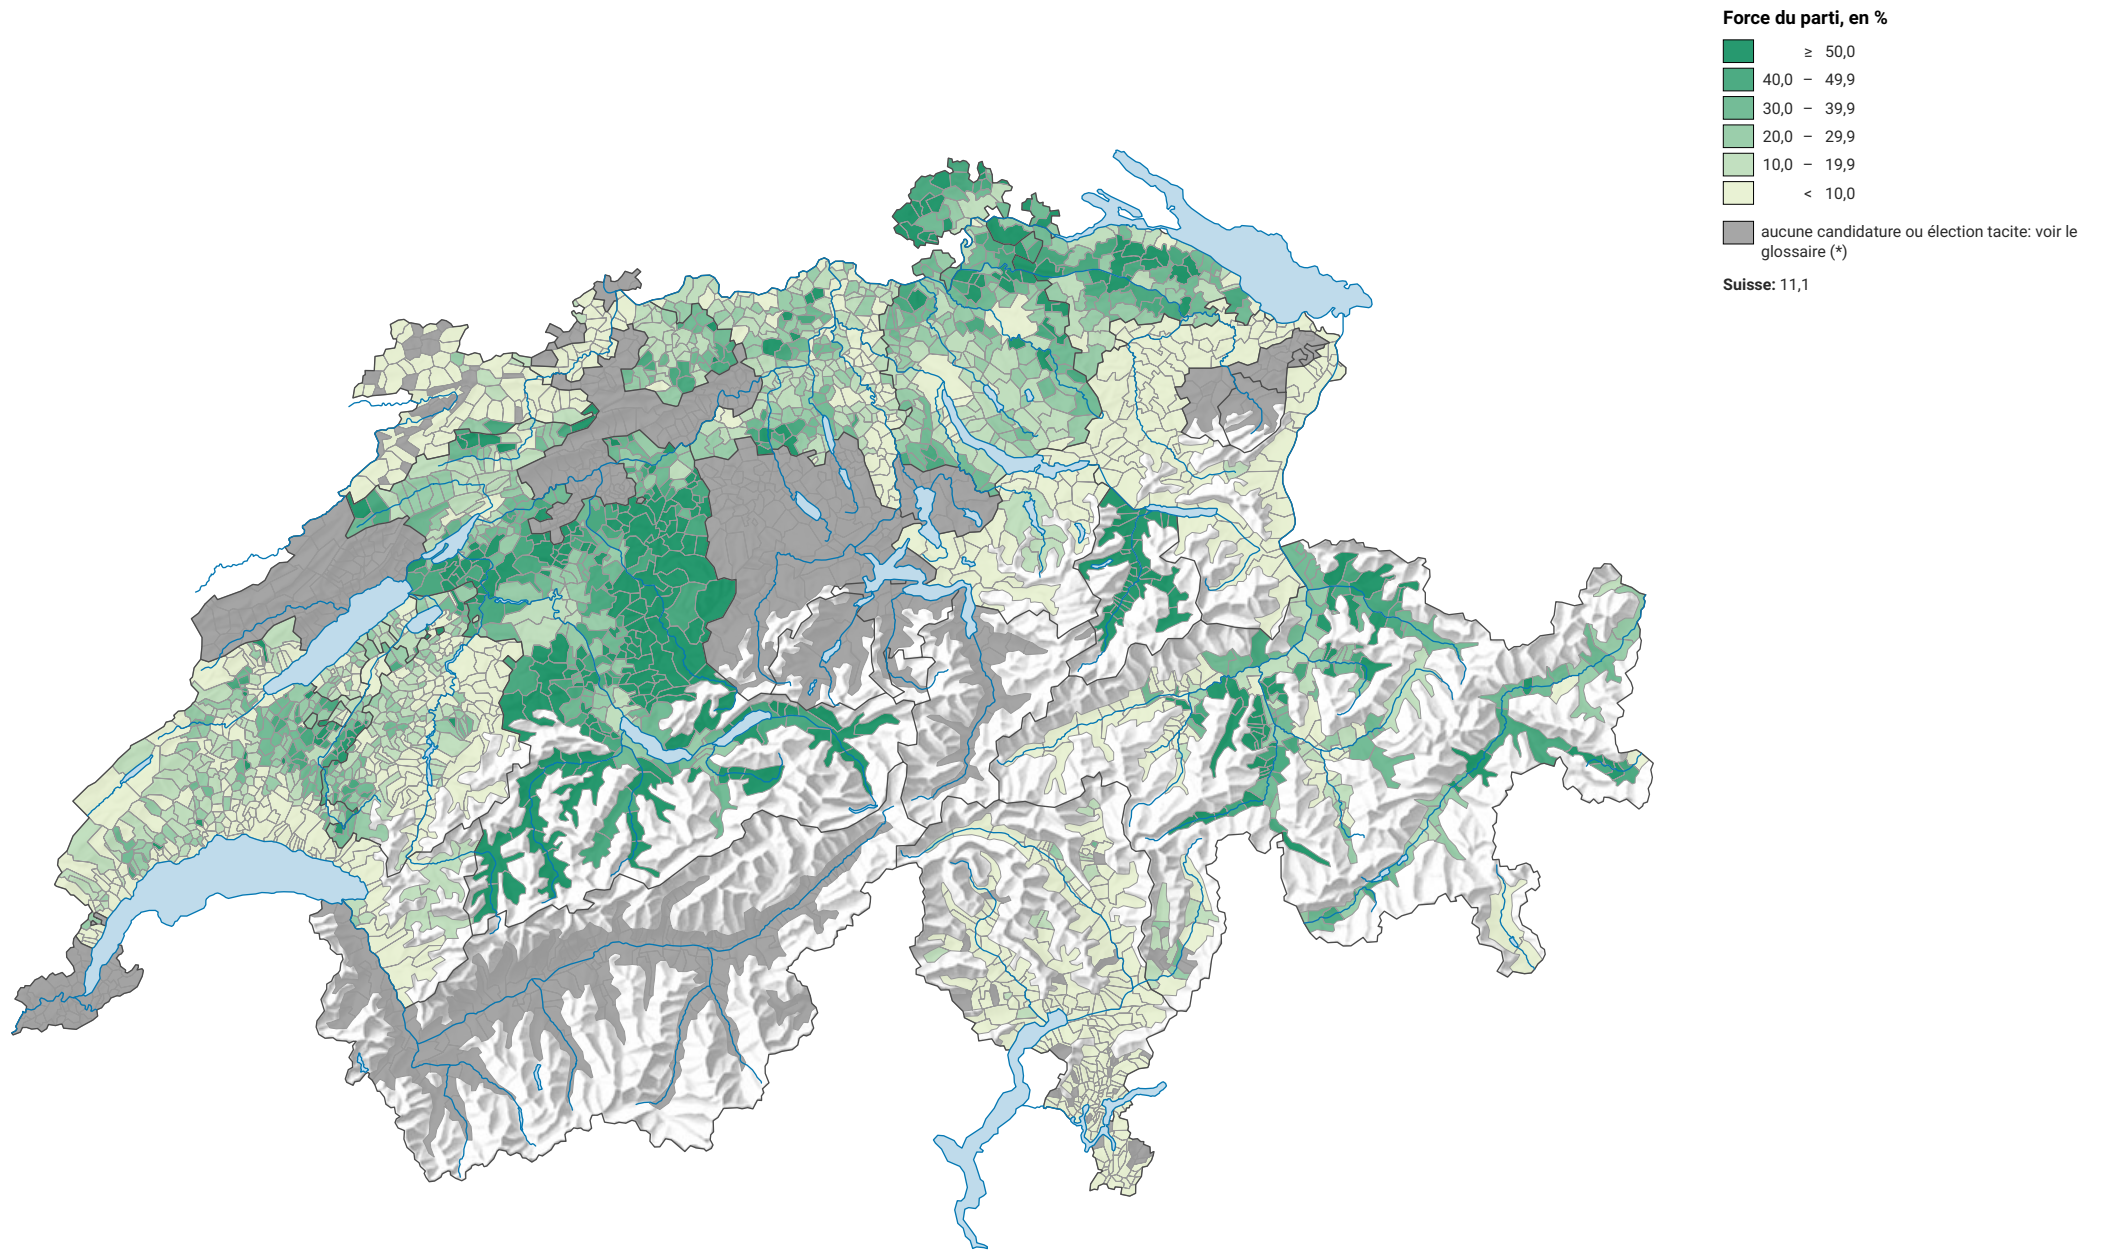 Force du parti, en %
≥ 50,0
40,0 – 49,9
30,0 – 39,9
20,0 – 29,9
10,0 – 19,9
< 10,0
aucune candidature ou élection tacite: voir le
glossaire (*)
Suisse: 11,1